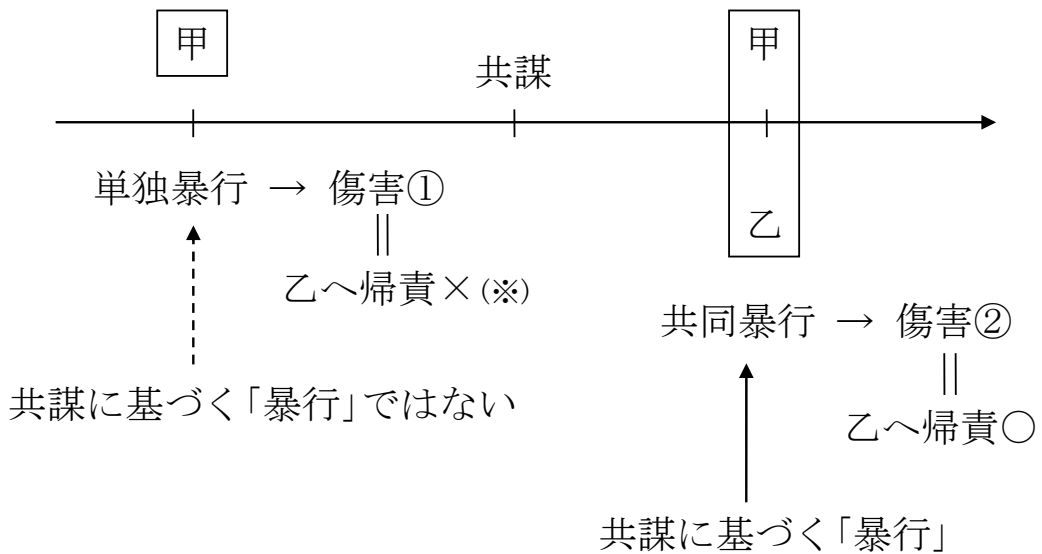 甲
共謀
甲
乙
単独暴行 → 傷害①
||
乙へ帰責×(※)
共謀に基づく「暴行」ではない
共同暴行 → 傷害②
||
乙へ帰責○
共謀に基づく「暴行」